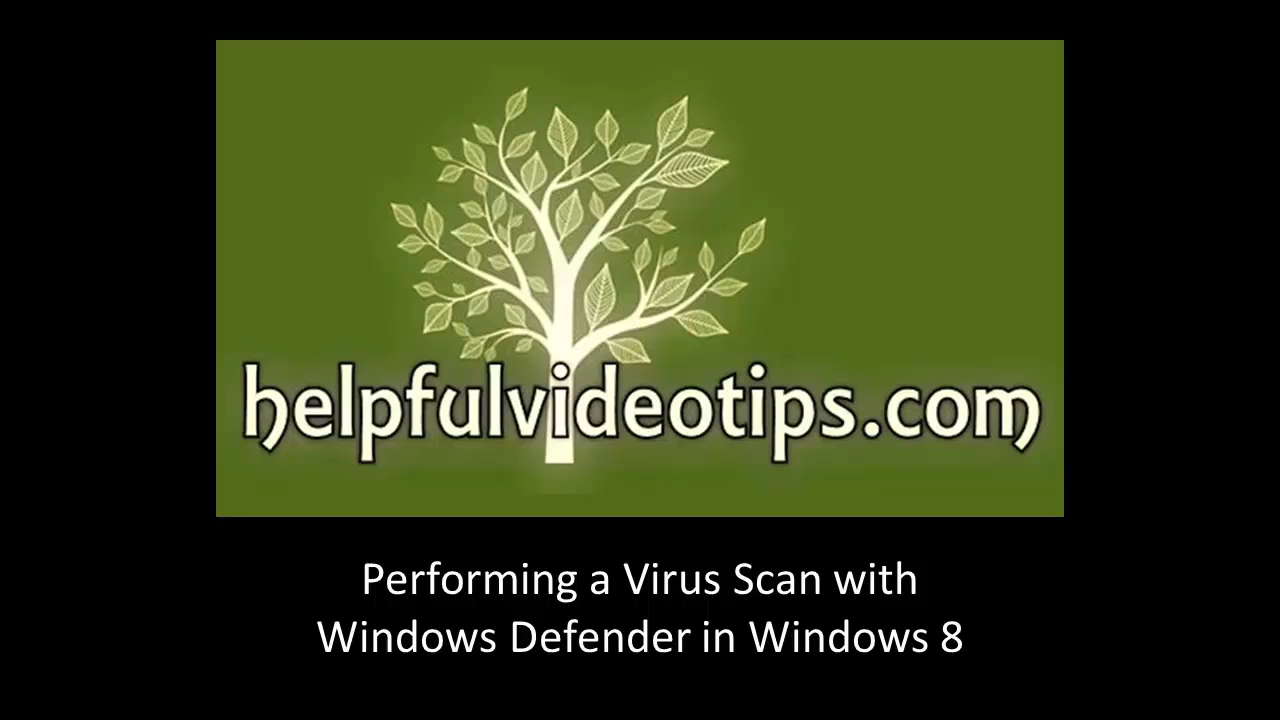 helpfulvideotips.com
Performing a Virus Scan with
Windows Defender in Windows 8